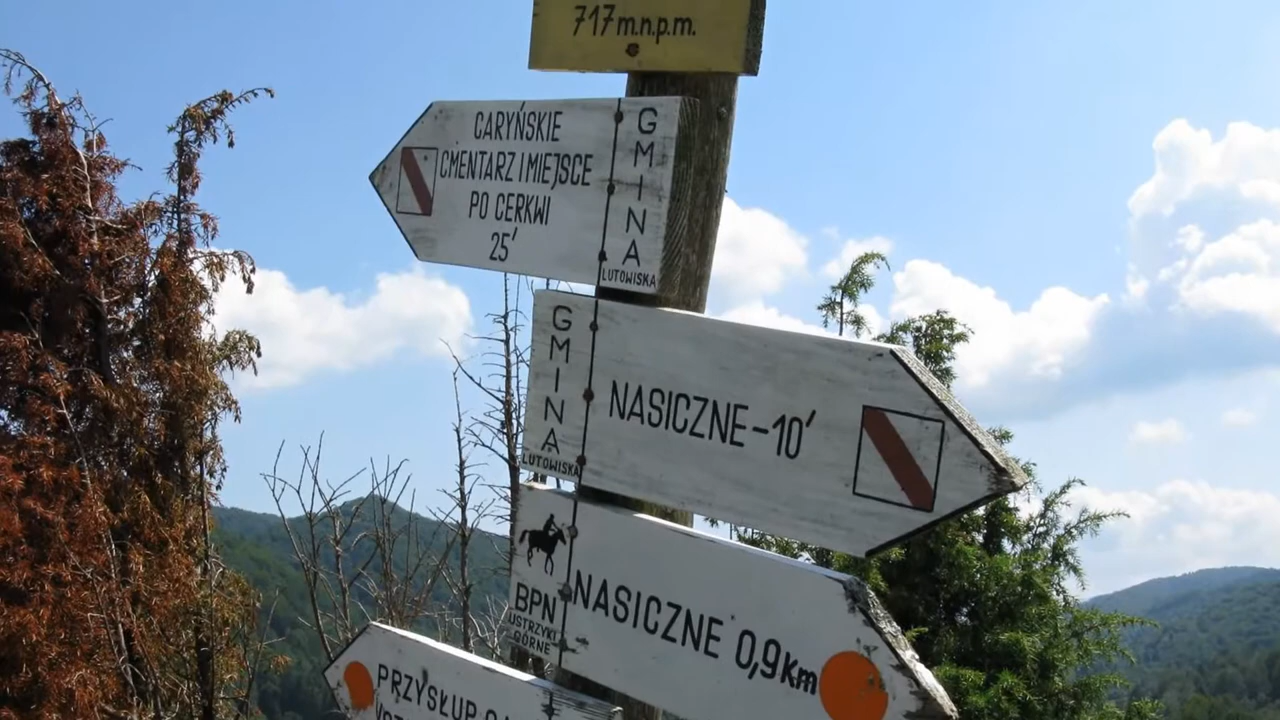 717 m.n.p.m.
CARYŃSKIE
CMENTARZ I MIEJSCE
PO CERKWI
25'
GMINA
LUTOWISKA
GMINA
LUTOWISKA
NASICZNE-10'
BPN
USTRZYKI
GÓRNE
NASICZNE 0,9Km
PRZYSŁUP